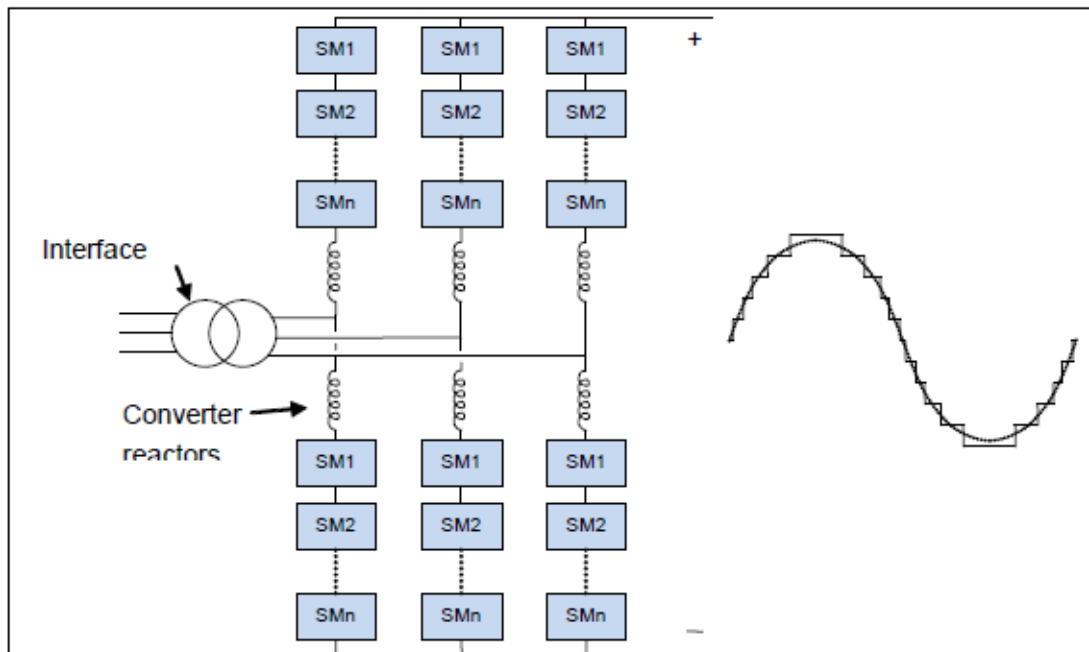 SM1 SM1 SM1
+
SM2 SM2 SM2
SMn SMn SMn
Interface
Converter
reactors
SM1 SM1 SM1
SM2 SM2 SM2
SMn SMn SMn
–